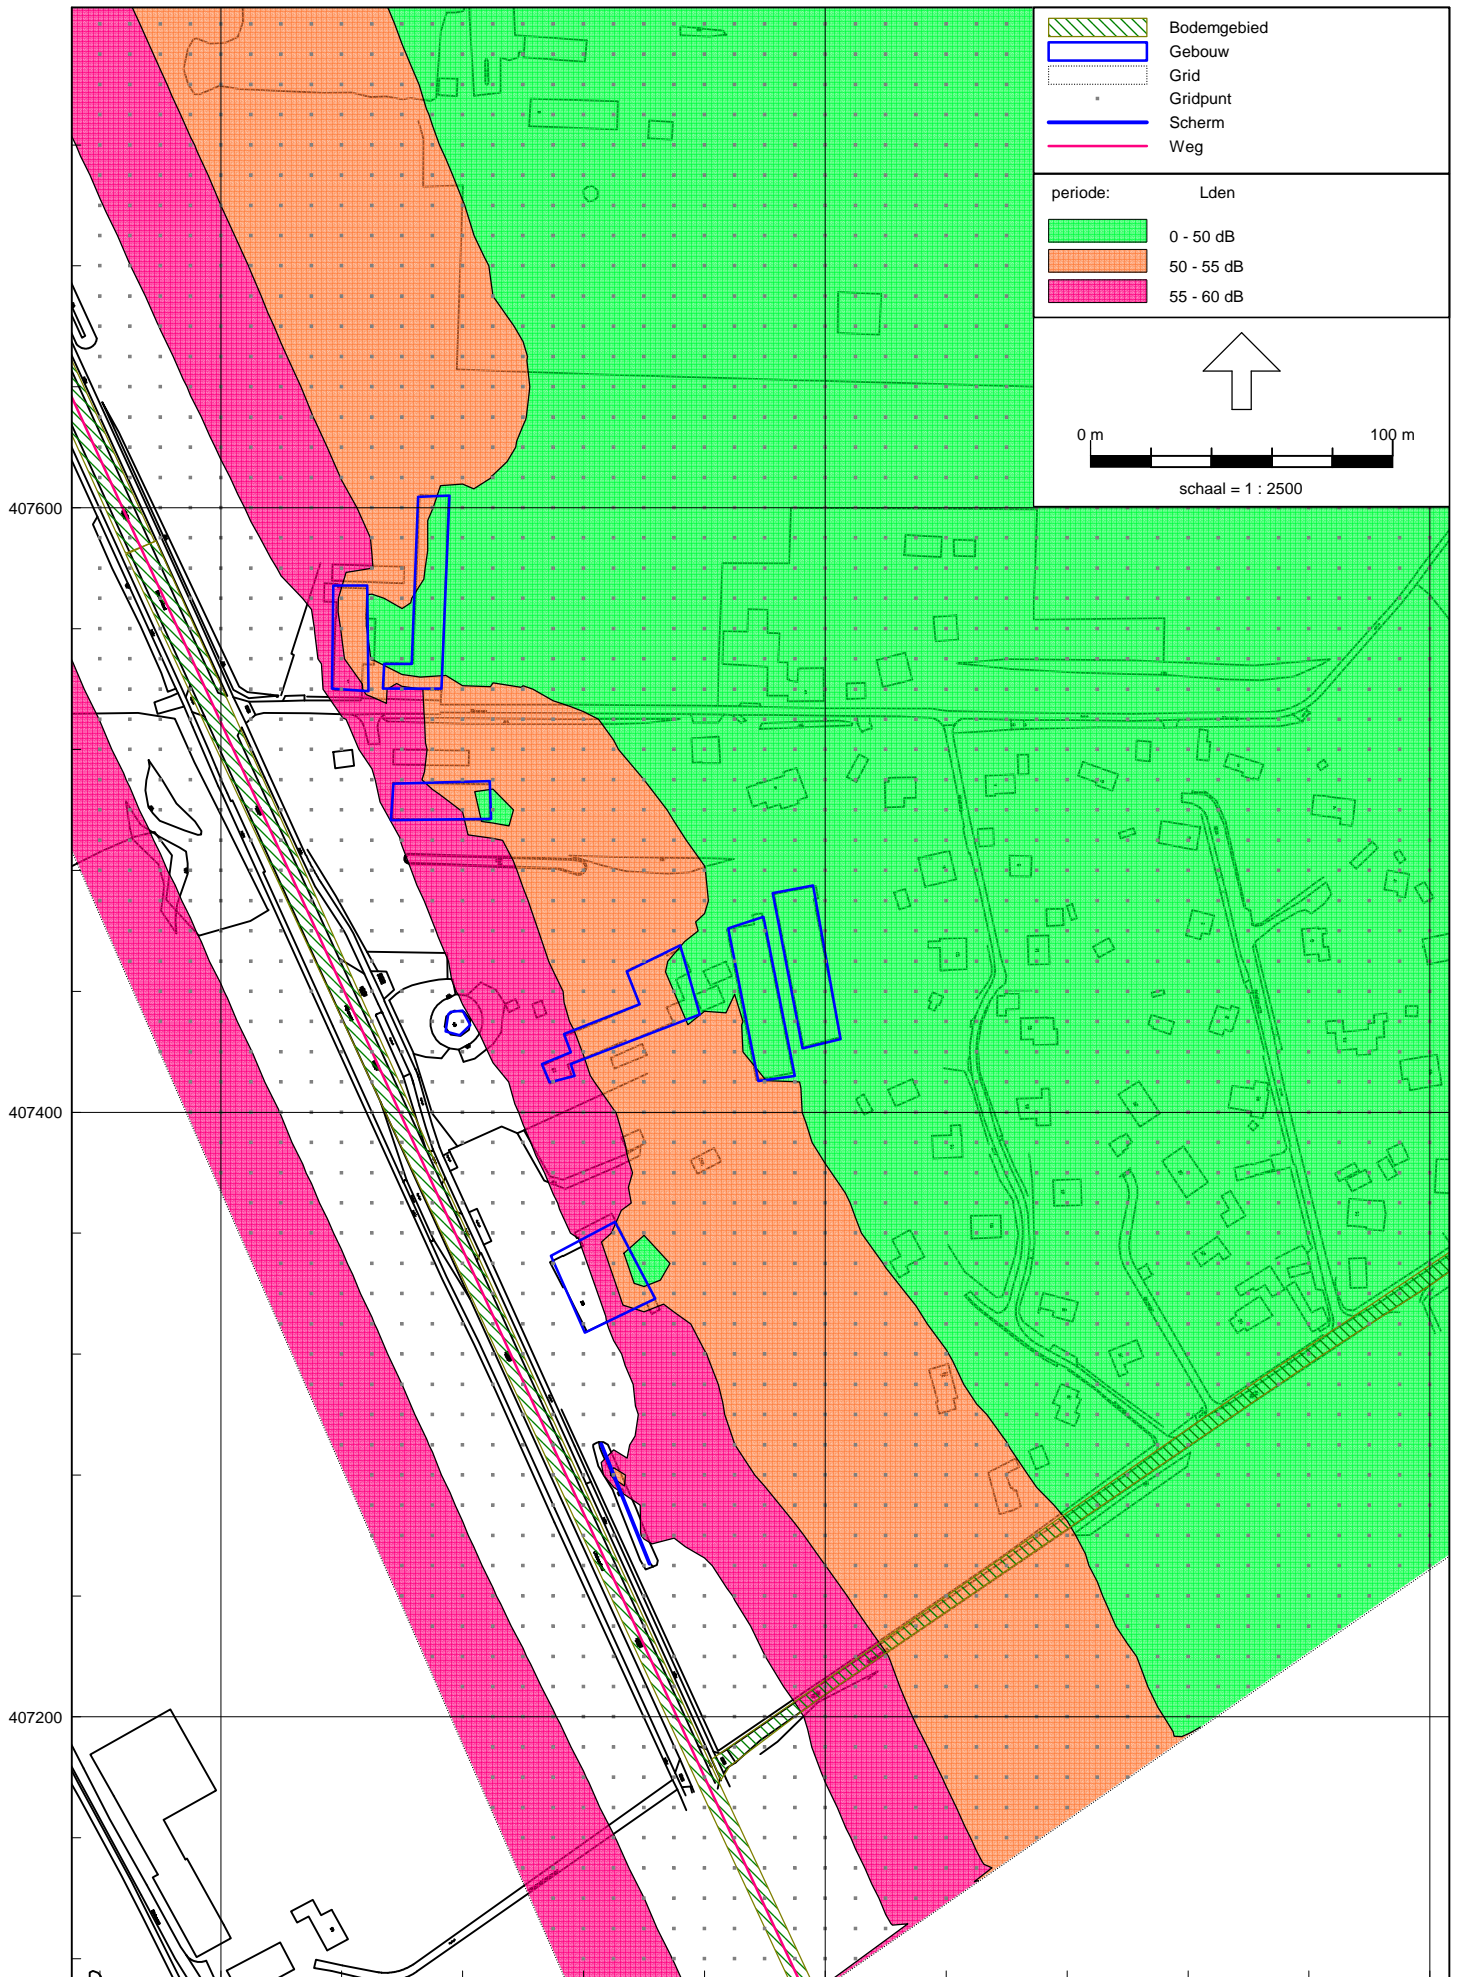 Bodemgebied
Gebouw
Grid
Gridpunt
Scherm
Weg
periode: Lden
0 - 50 dB
50 - 55 dB
55 - 60 dB
0 m 100 m
schaal = 1 : 2500
407600
407400
407200